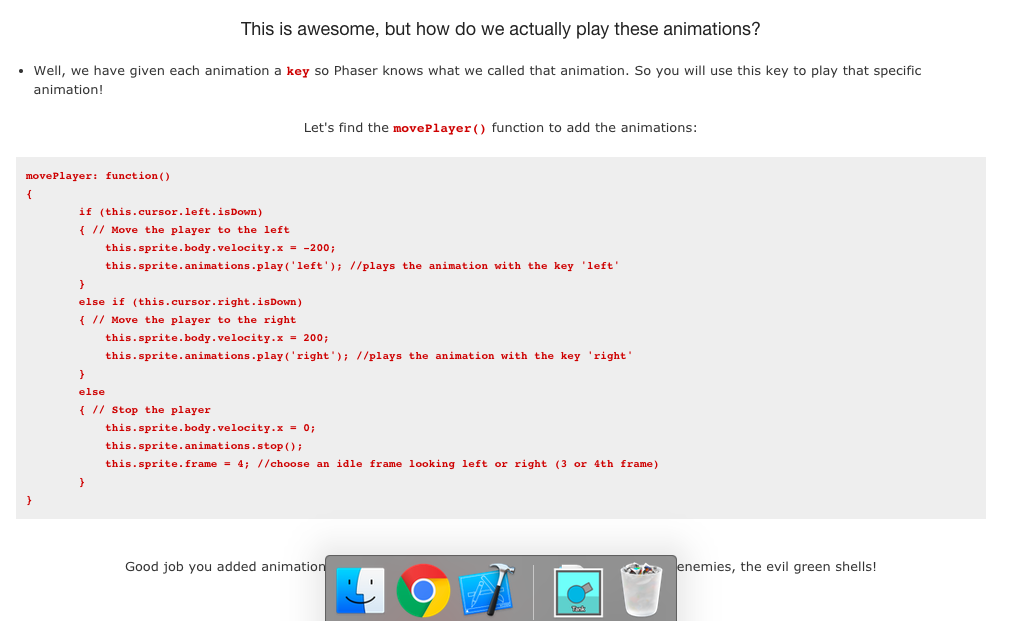 This is awesome, but how do we actually play these animations?
• Well, we have given each animation a key so Phaser knows what we called that animation. So you will use this key to play that specific
animation!
Let's find the movePlayer() function to add the animations:
movePlayer: function()
{
if (this.cursor.left.isDown)
{ // Move the player to the left
this.sprite.body.velocity.x = -200;
this.sprite.animations.play('left'); //plays the animation with the key 'left'
}
else if (this.cursor.right.isDown)
{ // Move the player to the right
this.sprite.body.velocity.x = 200;
this.sprite.animations.play('right'); //plays the animation with the key 'right'
}
else
{ // Stop the player
this.sprite.body.velocity.x = 0;
this.sprite.animations.stop();
this.sprite.frame = 4; //choose an idle frame looking left or right (3 or 4th frame)
}
}
Good job you added animation enemies, the evil green shells!
Tank